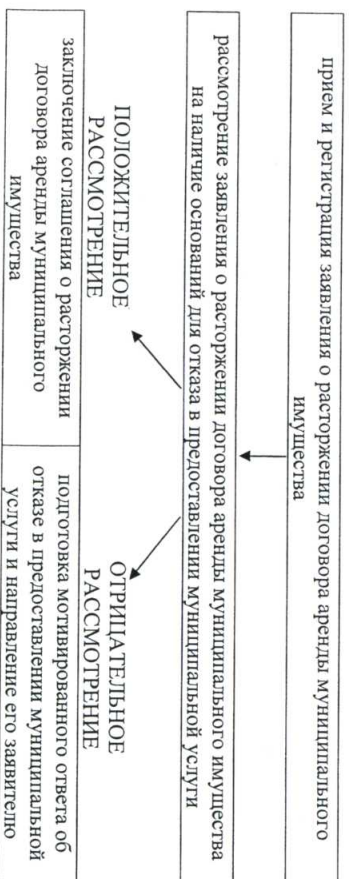 прием и регистрация заявления о расторжении договора аренды муниципального
имущества
рассмотрение заявления о расторжении договора аренды муниципального имущества
на наличие оснований для отказа в предоставлении муниципальной услуги
ПОЛОЖИТЕЛЬНОЕ
РАССМОТРЕНИЕ
ОТРИЦАТЕЛЬНОЕ
РАССМОТРЕНИЕ
заключение соглашения о расторжении
договора аренды муниципального
имущества
подготовка мотивированного ответа об
отказе в предоставлении муниципальной
услуги и направление его заявителю